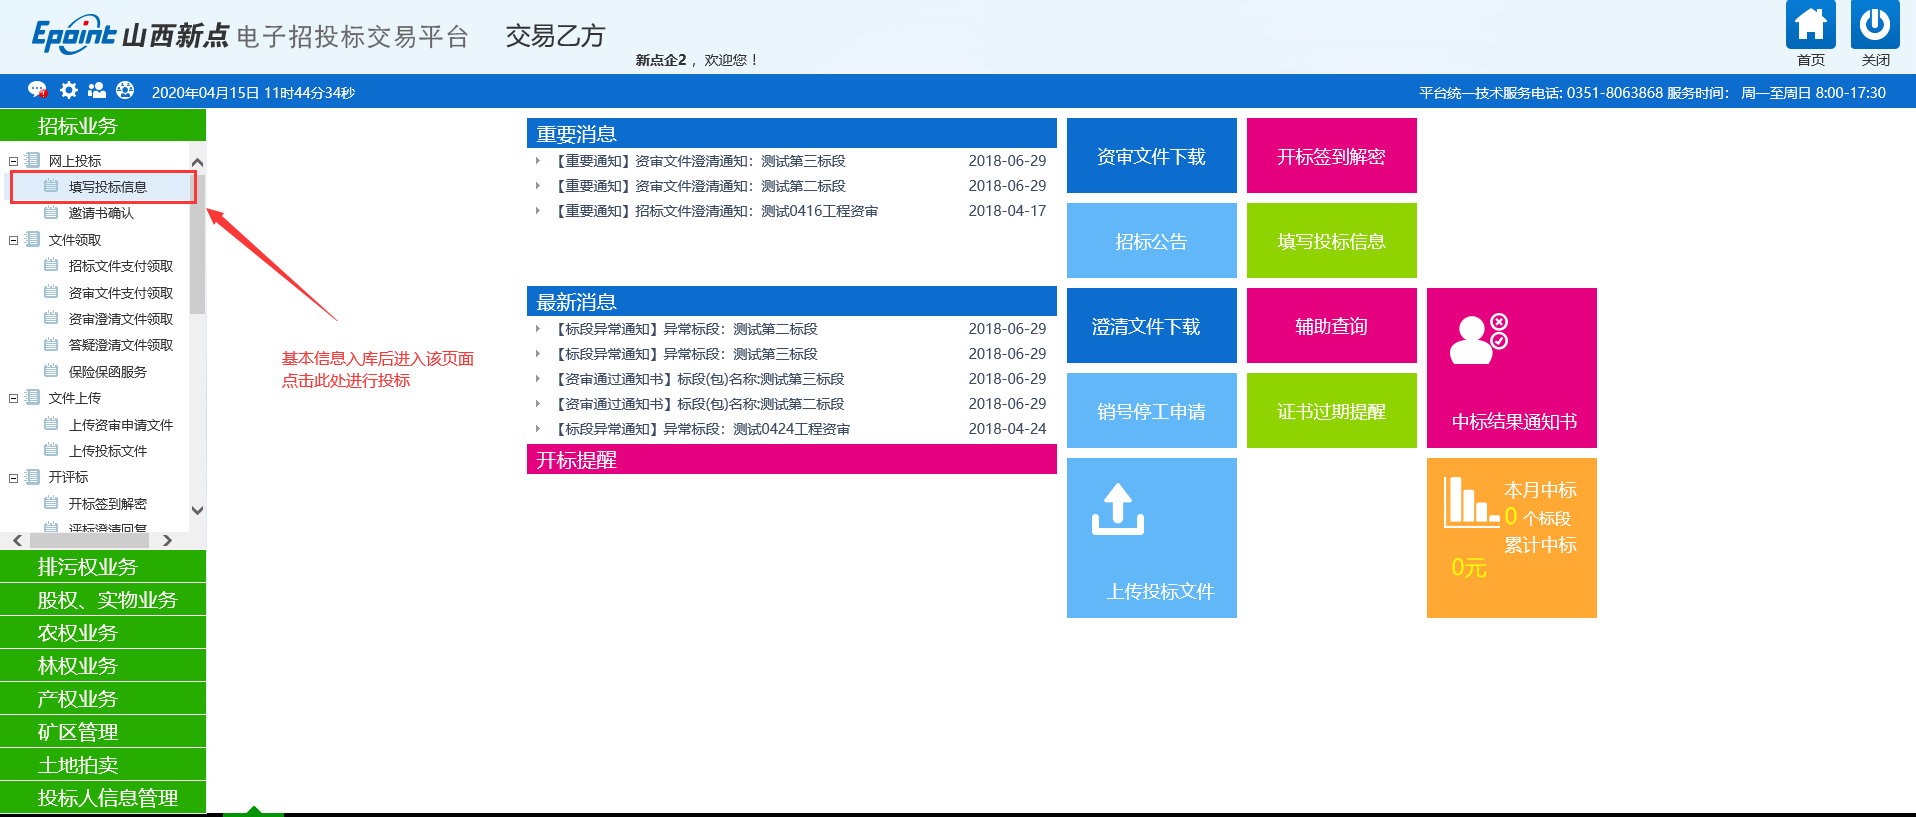 Epoint 山西新点 电子招投标交易平台 交易乙方
新点企2 ，欢迎您！
首页 关闭
2020年04月15日 11时44分34秒
平台统一技术服务电话: 0351-8063868 服务时间： 周一至周日 8:00-17:30
招标业务
网上投标
填写投标信息
邀请书确认
文件领取
招标文件支付领取
资审文件支付领取
资审澄清文件领取
答疑澄清文件领取
保险保函服务
文件上传
上传资审申请文件
上传投标文件
开评标
开标签到解密
评标澄清回复
排污权业务
股权、实物业务
农权业务
林权业务
产权业务
矿区管理
土地拍卖
投标人信息管理
基本信息入库后进入该页面
点击此处进行投标
重要消息
【重要通知】资审文件澄清通知：测试第三标段 2018-06-29
【重要通知】资审文件澄清通知：测试第二标段 2018-06-29
【重要通知】招标文件澄清通知：测试0416工程资审 2018-04-17
最新消息
【标段异常通知】异常标段：测试第二标段 2018-06-29
【标段异常通知】异常标段：测试第三标段 2018-06-29
【资审通过通知书】标段(包)名称:测试第三标段 2018-06-29
【资审通过通知书】标段(包)名称:测试第二标段 2018-06-29
【标段异常通知】异常标段：测试0424工程资审 2018-04-24
开标提醒
资审文件下载
开标签到解密
招标公告
填写投标信息
澄清文件下载
辅助查询
销号停工申请
证书过期提醒
中标结果通知书
上传投标文件
本月中标
0 个标段
累计中标
0元